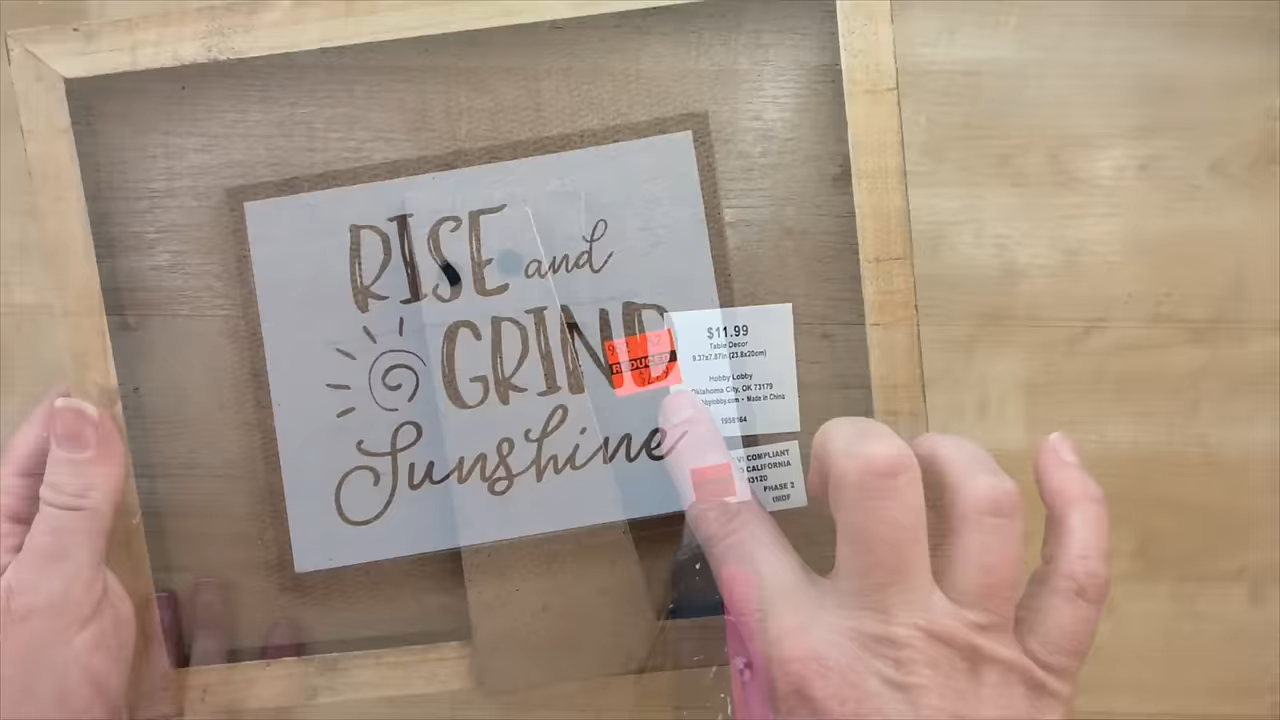 RISE and
GRIND
Sunshine
REDUCED
$11.99
Table Decor
9.37x7.87in (23.8x20cm)
Hobby Lobby
Oklahoma City, OK 73179
Made in China
COMPLIANT
CALIFORNIA
93120
PHASE 2